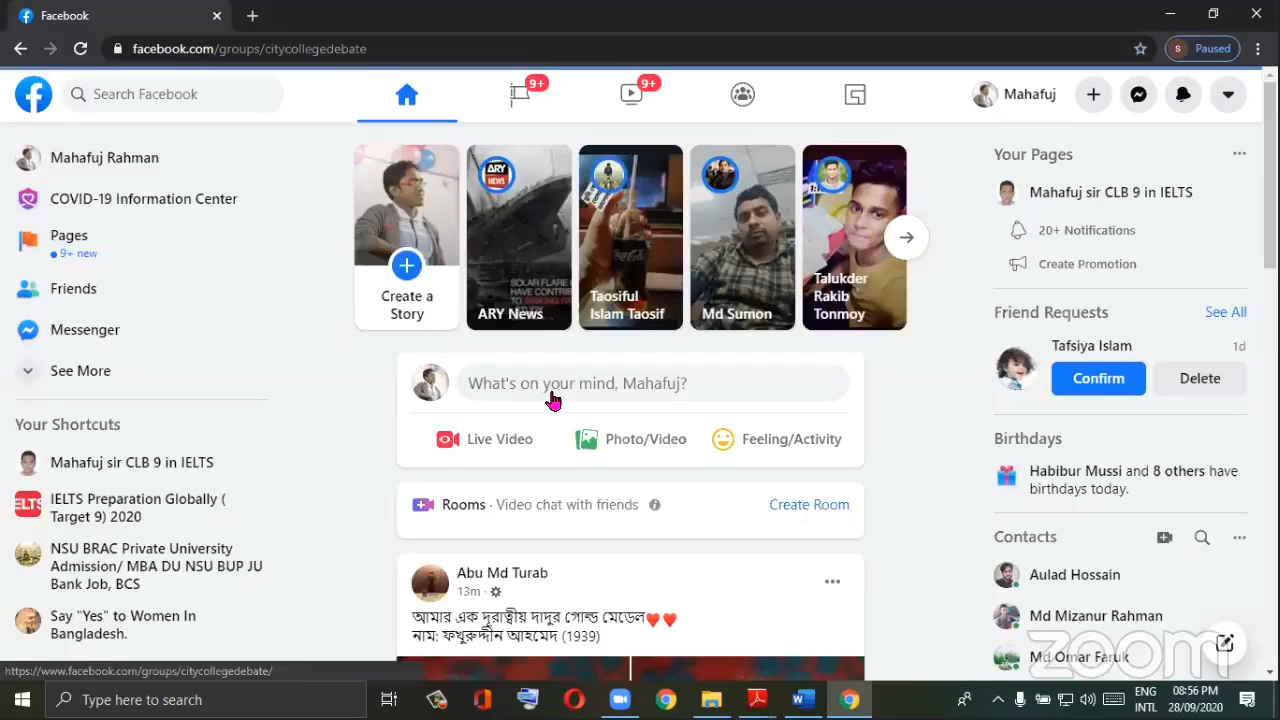 Facebook
facebook.com/groups/citycollegedebate
S Paused
Search Facebook
9+
9+
Mahafuj
Mahafuj Rahman
COVID-19 Information Center
Pages
9+ new
Friends
Messenger
See More
Your Shortcuts
Mahafuj sir CLB 9 in IELTS
IELTS Preparation Globally (
Target 9) 2020
NSU BRAC Private University
Admission/ MBA DU NSU BUP JU
Bank Job, BCS
Say "Yes" to Women In
Bangladesh.
Create a
Story
ARY
NEWS
SOLAR FLARE
HAVE CONTRIB
ARY News
Taosiful
Islam Taosif
Md Sumon
Talukder
Rakib
Tonmoy
What's on your mind, Mahafuj?
Live Video
Photo/Video
Feeling/Activity
Rooms · Video chat with friends
Create Room
Abu Md Turab
13m ·
আমার এক দূরাত্বীয় দাদুর গোল্ড মেডেল
নাম: ফখুরুদ্দীন আহমেদ (1939)
Your Pages
Mahafuj sir CLB 9 in IELTS
20+ Notifications
Create Promotion
Friend Requests
See All
Tafsiya Islam
1d
Confirm
Delete
Birthdays
Habibur Mussi and 8 others have
birthdays today.
Contacts
Aulad Hossain
Md Mizanur Rahman
Md Omar Faruk
zoom
https://www.facebook.com/groups/citycollegedebate/
Type here to search
ENG
INTL
08:56 PM
28/09/2020